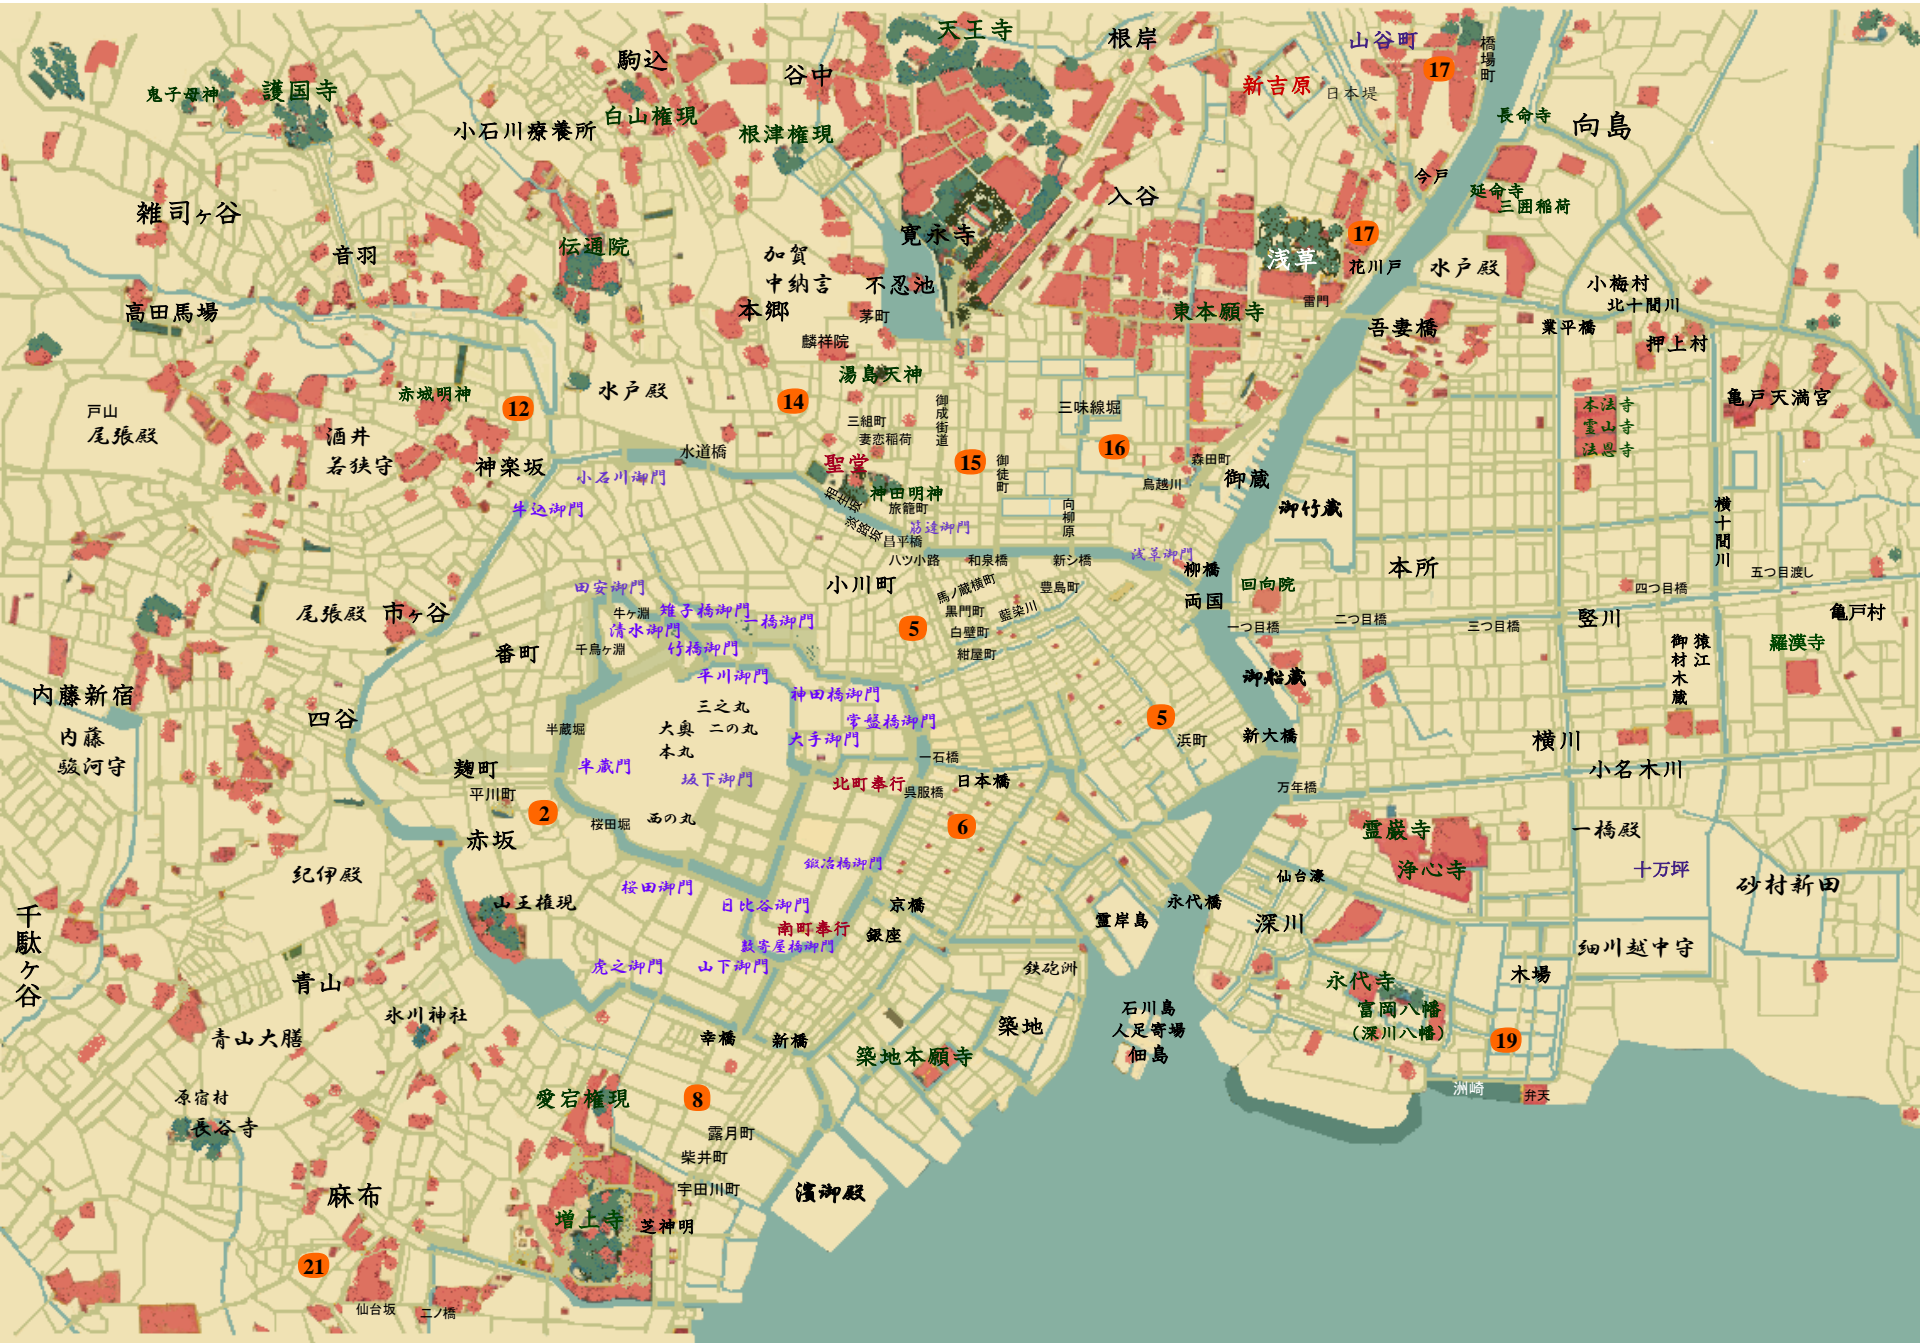 天王寺
根岸
山谷町
橋場町
17
駒込
谷中
新吉原
日本堤
鬼子母神
護国寺
白山権現
根津権現
小石川療養所
長命寺
向島
今戸
延命寺
三囲稲荷
入谷
雑司ヶ谷
音羽
伝通院
寛永寺
加賀
中納言
不忍池
本郷
茅町
麟祥院
浅草
17
花川戸
水戸殿
雷門
東本願寺
吾妻橋
小梅村
北十間川
業平橋
押上村
高田馬場
湯島天神
赤城明神
12
水戸殿
14
三組町
妻恋稲荷
御成街道
三味線堀
16
本法寺
霊山寺
法恩寺
亀戸天満宮
戸山
尾張殿
酒井
若狭守
神楽坂
水道橋
小石川御門
牛込御門
聖堂
神田明神
旅籠町
相生坂
淡路坂
昌平橋
筋違御門
15
御徒町
向柳原
鳥越川
森田町
御蔵
御竹蔵
横十間川
八ツ小路
和泉橋
新シ橋
浅草御門
柳橋
両国
回向院
本所
四つ目橋
五つ目渡し
亀戸村
小川町
馬ノ蔵横町
豊島町
黒門町
藍染川
白壁町
紺屋町
5
一つ目橋
二つ目橋
三つ目橋
竪川
猿江
御材木蔵
羅漢寺
田安御門
牛ヶ淵
雉子橋御門
一橋御門
清水御門
竹橋御門
千鳥ヶ淵
平川御門
神田橋御門
常盤橋御門
大手御門
尾張殿
市ヶ谷
番町
内藤新宿
内藤
駿河守
四谷
三之丸
大奥
二の丸
本丸
半蔵堀
半蔵門
坂下御門
北町奉行
一石橋
呉服橋
日本橋
5
浜町
御船蔵
新大橋
横川
小名木川
万年橋
麹町
平川町
2
桜田堀
西の丸
6
赤坂
紀伊殿
鍛冶橋御門
桜田御門
日比谷御門
南町奉行
数寄屋橋御門
京橋
銀座
霊巌寺
浄心寺
一橋殿
十万坪
砂村新田
仙台濠
永代橋
霊岸島
深川
細川越中守
木場
千駄ヶ谷
山王権現
虎之御門
山下御門
鉄砲洲
青山
氷川神社
青山大膳
幸橋
新橋
築地
築地本願寺
石川島
人足寄場
佃島
永代寺
富岡八幡
（深川八幡）
19
洲崎
弁天
原宿村
長谷寺
愛宕権現
8
露月町
柴井町
宇田川町
濱御殿
麻布
増上寺
芝神明
21
仙台坂
二ノ橋